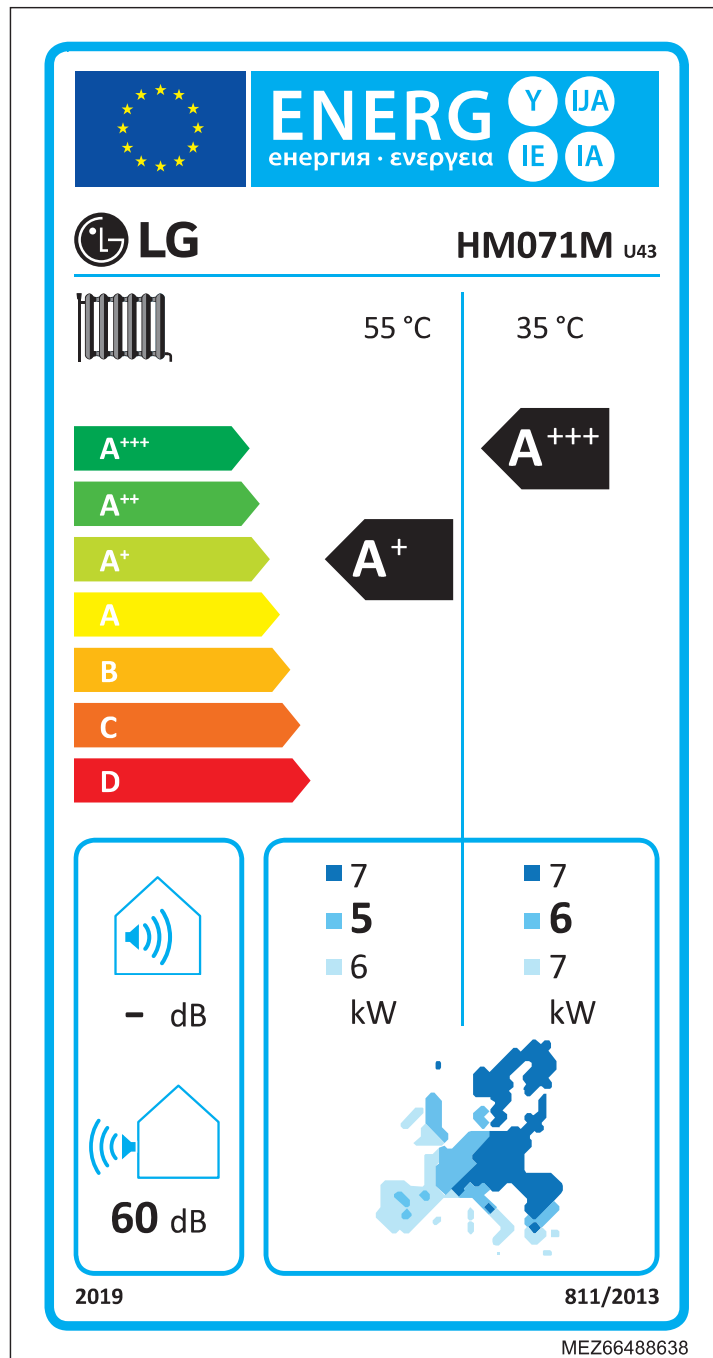 ENERG Y IJA
енергия · ενεργεια IE IA
LG HM071M U43
55 °C 35 °C
A+++ A+++
A++
A+ A+
A
B
C
D
7 7
5 6
6 7
kW kW
– dB
60 dB
2019 811/2013
MEZ66488638